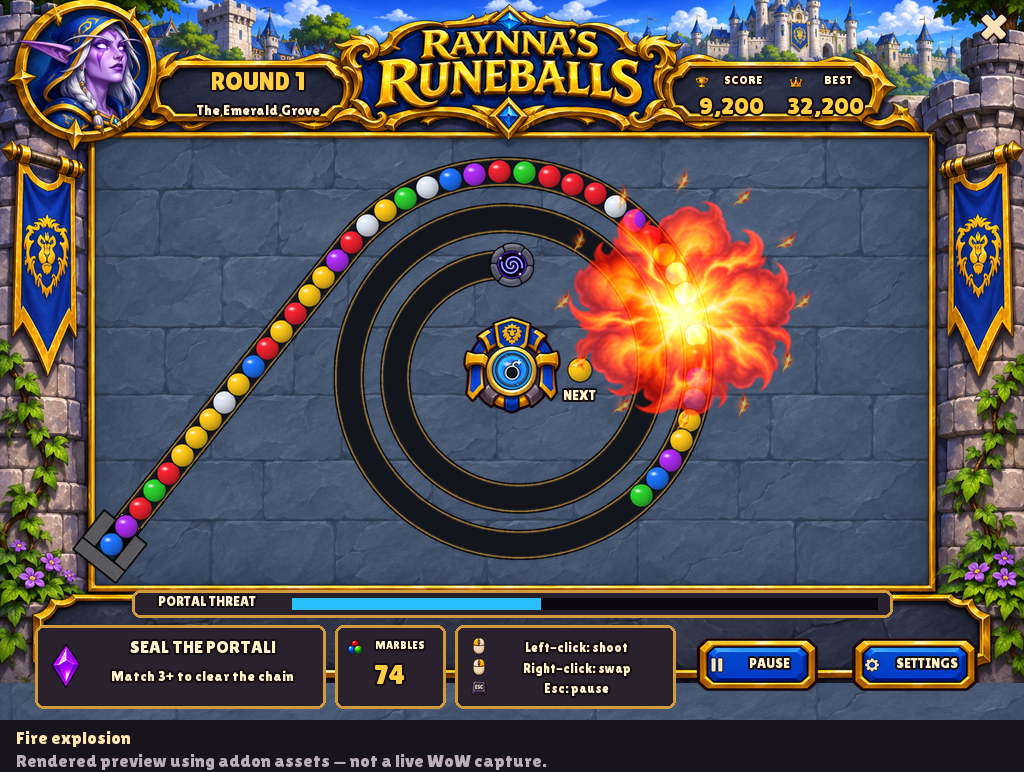 RAYNNA'S
RUNEBALLS
ROUND 1
The Emerald Grove
SCORE BEST
9,200 32,200
NEXT
PORTAL THREAT
SEAL THE PORTAL!
Match 3+ to clear the chain
MARBLES
74
Left-click: shoot
Right-click: swap
ESC Esc: pause
PAUSE
SETTINGS
Fire explosion
Rendered preview using addon assets — not a live WoW capture.